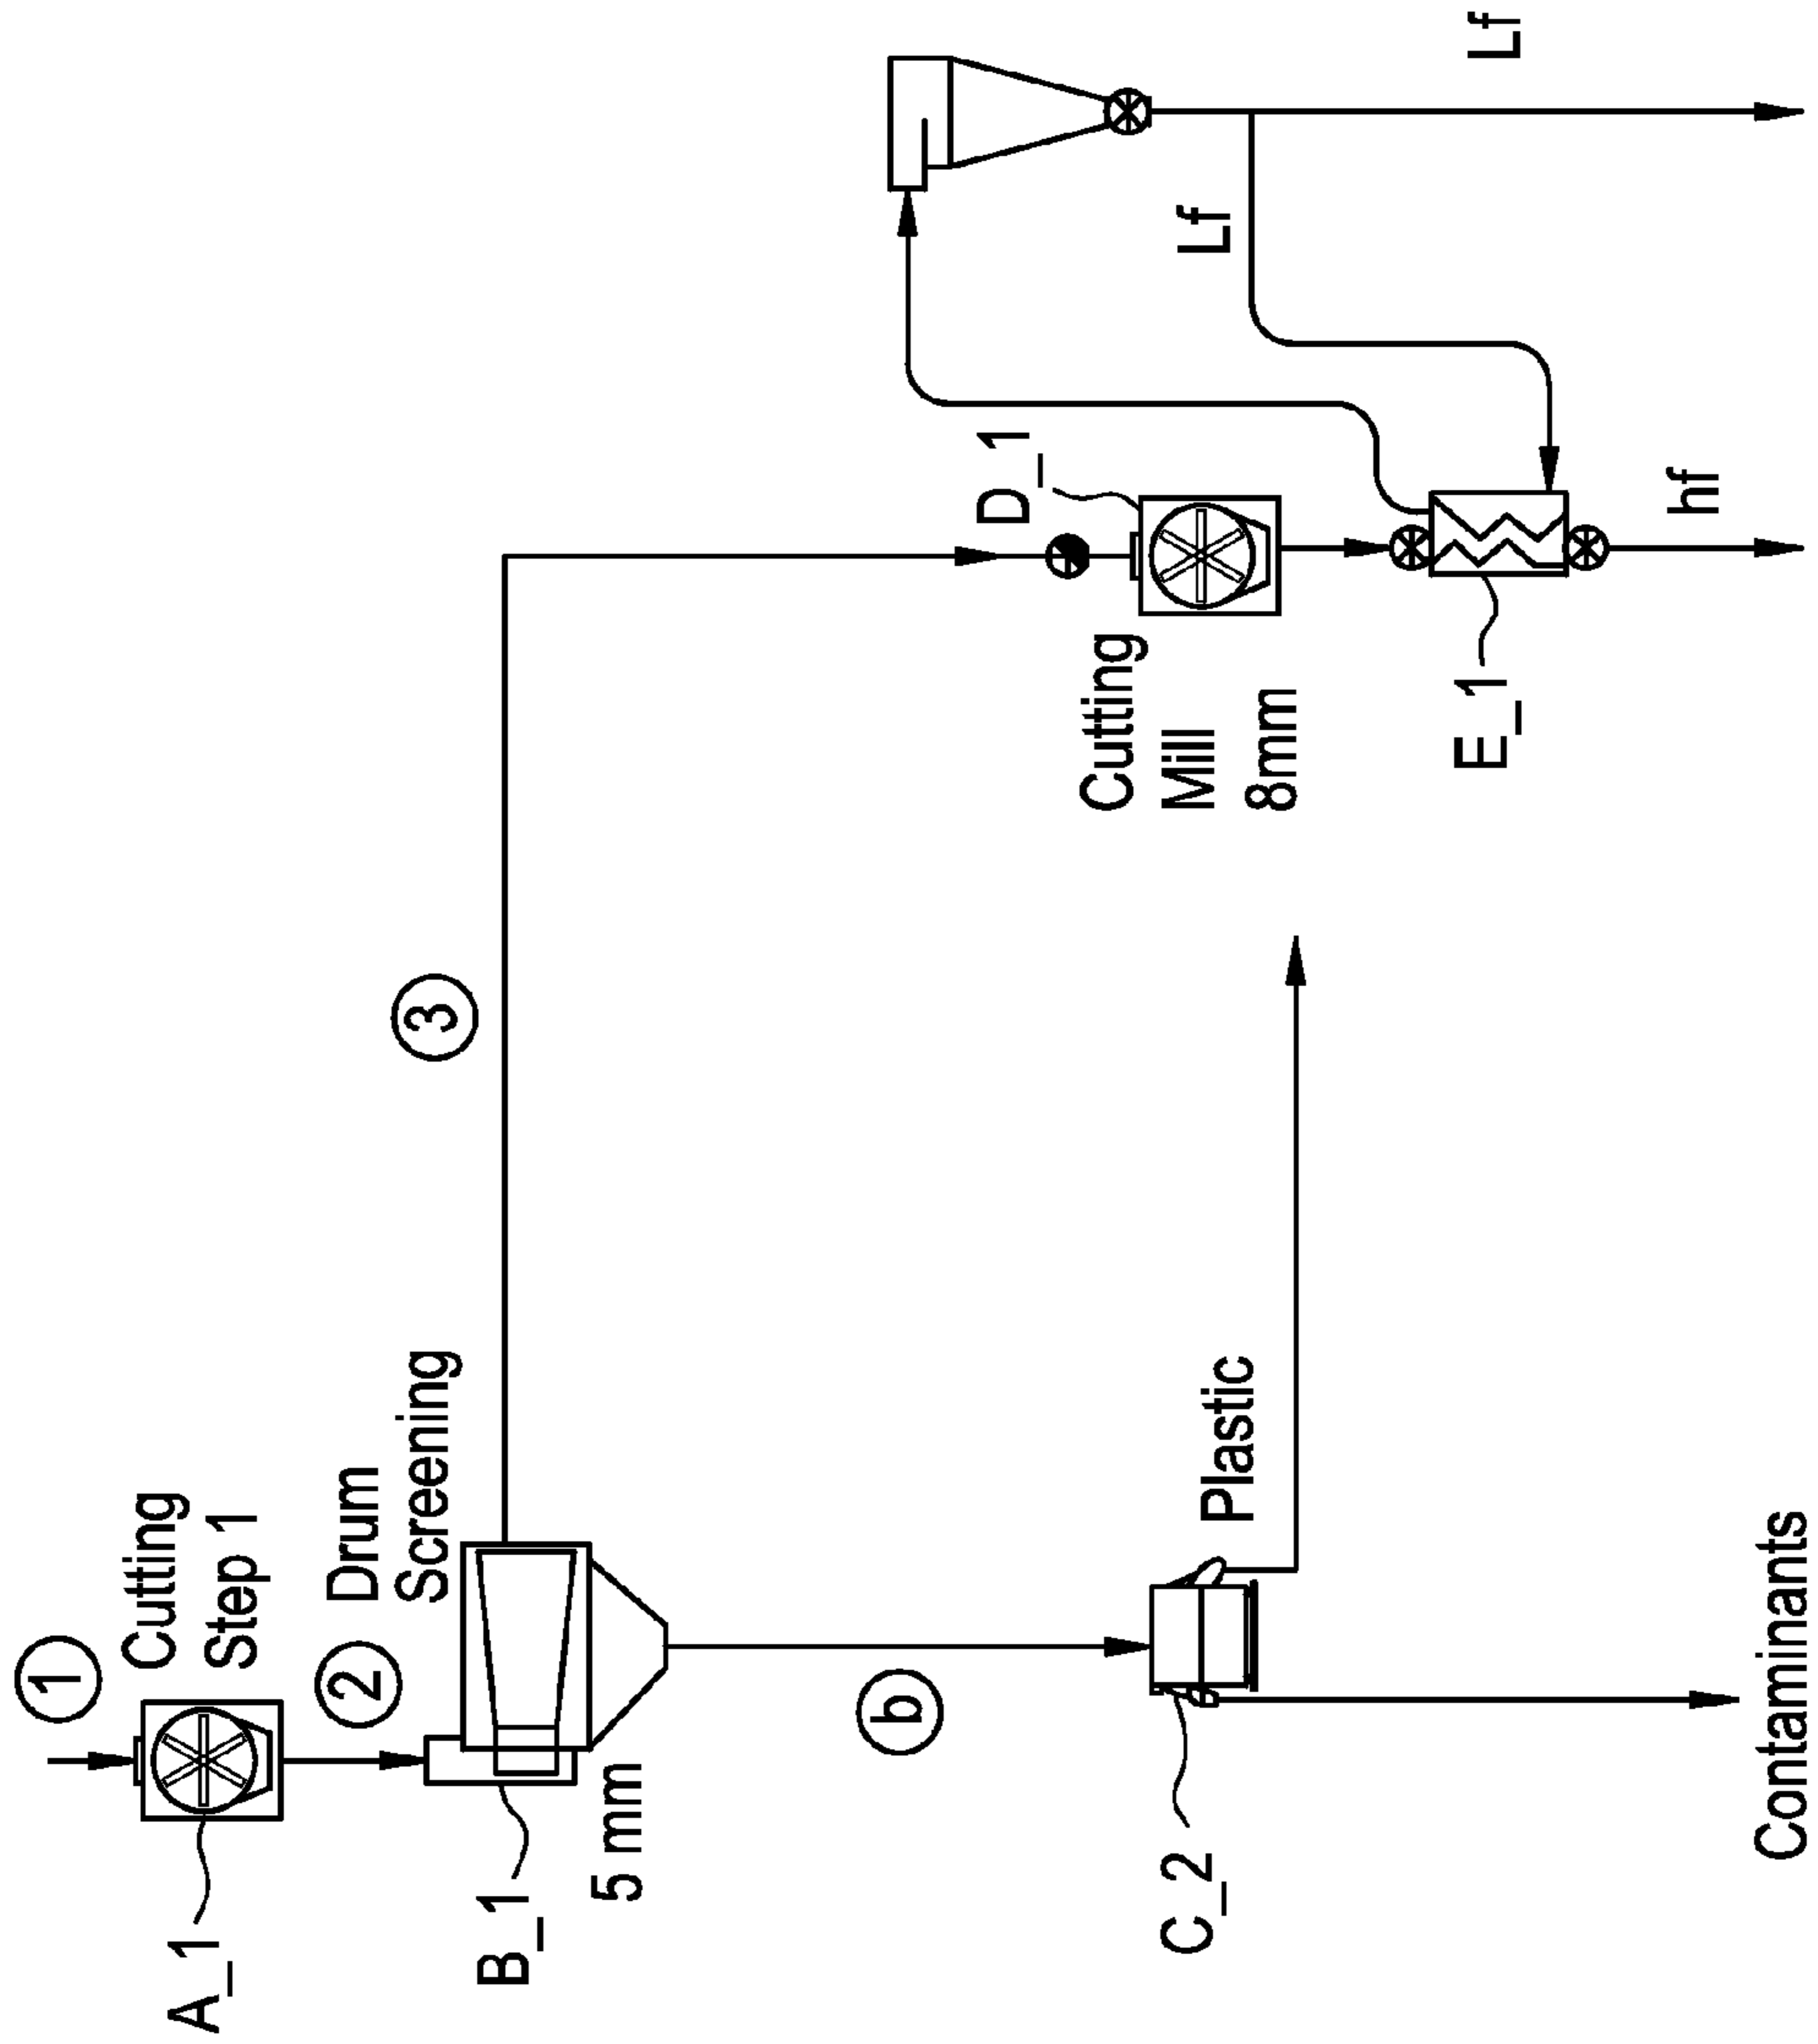 1
Cutting
Step 1
A_1
2
Drum
Screening
B_1
5 mm
3
b
C_2
Plastic
Contaminants
D_1
Cutting
Mill
8mm
E_1
hf
Lf
Lf